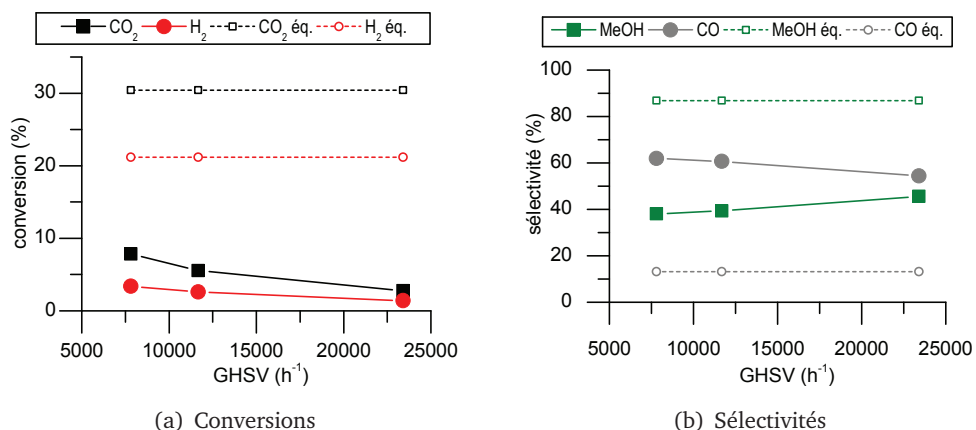 CO₂ H₂ CO₂ éq. H₂ éq.
conversion (%)
30
20
10
0
5000 10000 15000 20000 25000
GHSV (h⁻¹)
(a) Conversions
MeOH CO MeOH éq. CO éq.
sélectivité (%)
100
80
60
40
20
0
5000 10000 15000 20000 25000
GHSV (h⁻¹)
(b) Sélectivités